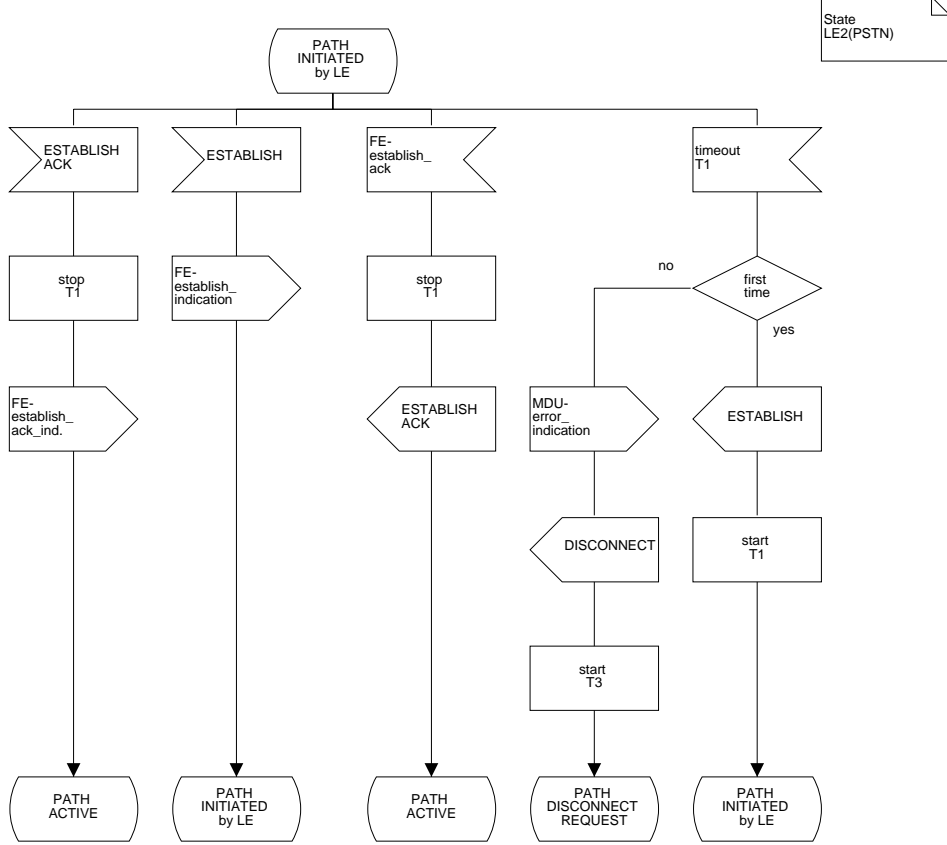 State
LE2(PSTN)
PATH
INITIATED
by LE
ESTABLISH
ACK
ESTABLISH
FE-
establish_
ack
timeout
T1
stop
T1
FE-
establish_
indication
stop
T1
no
first
time
yes
FE-
establish_
ack_ind.
ESTABLISH
ACK
MDU-
error_
indication
ESTABLISH
DISCONNECT
start
T1
start
T3
PATH
ACTIVE
PATH
INITIATED
by LE
PATH
ACTIVE
PATH
DISCONNECT
REQUEST
PATH
INITIATED
by LE